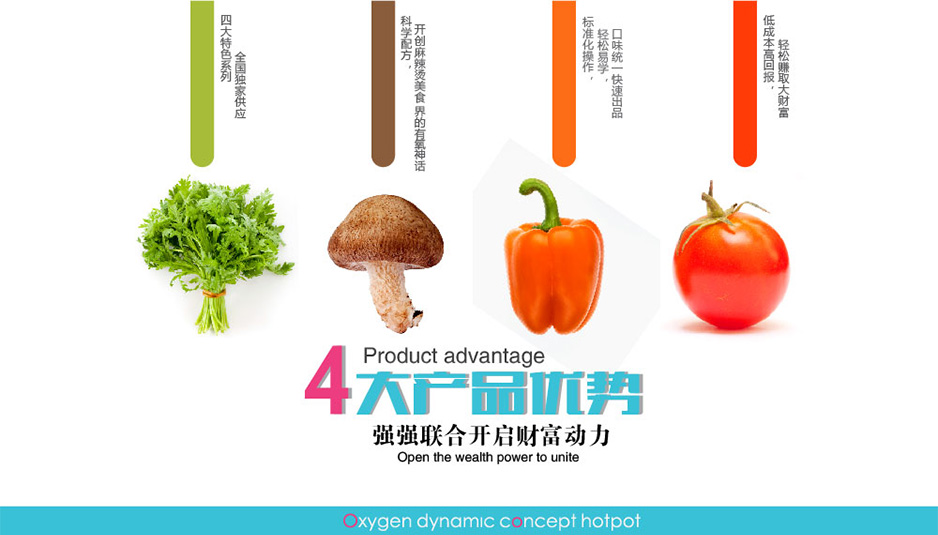 四大特色系列
全国独家供应
科学配方，
开创麻辣烫美食界的有氧神话
标准化操作，
轻松易学，
口味统一快速出品
低成本高回报，
轻松赚取大财富
Product advantage
4大产品优势
强强联合开启财富动力
Open the wealth power to unite
Oxygen dynamic concept hotpot